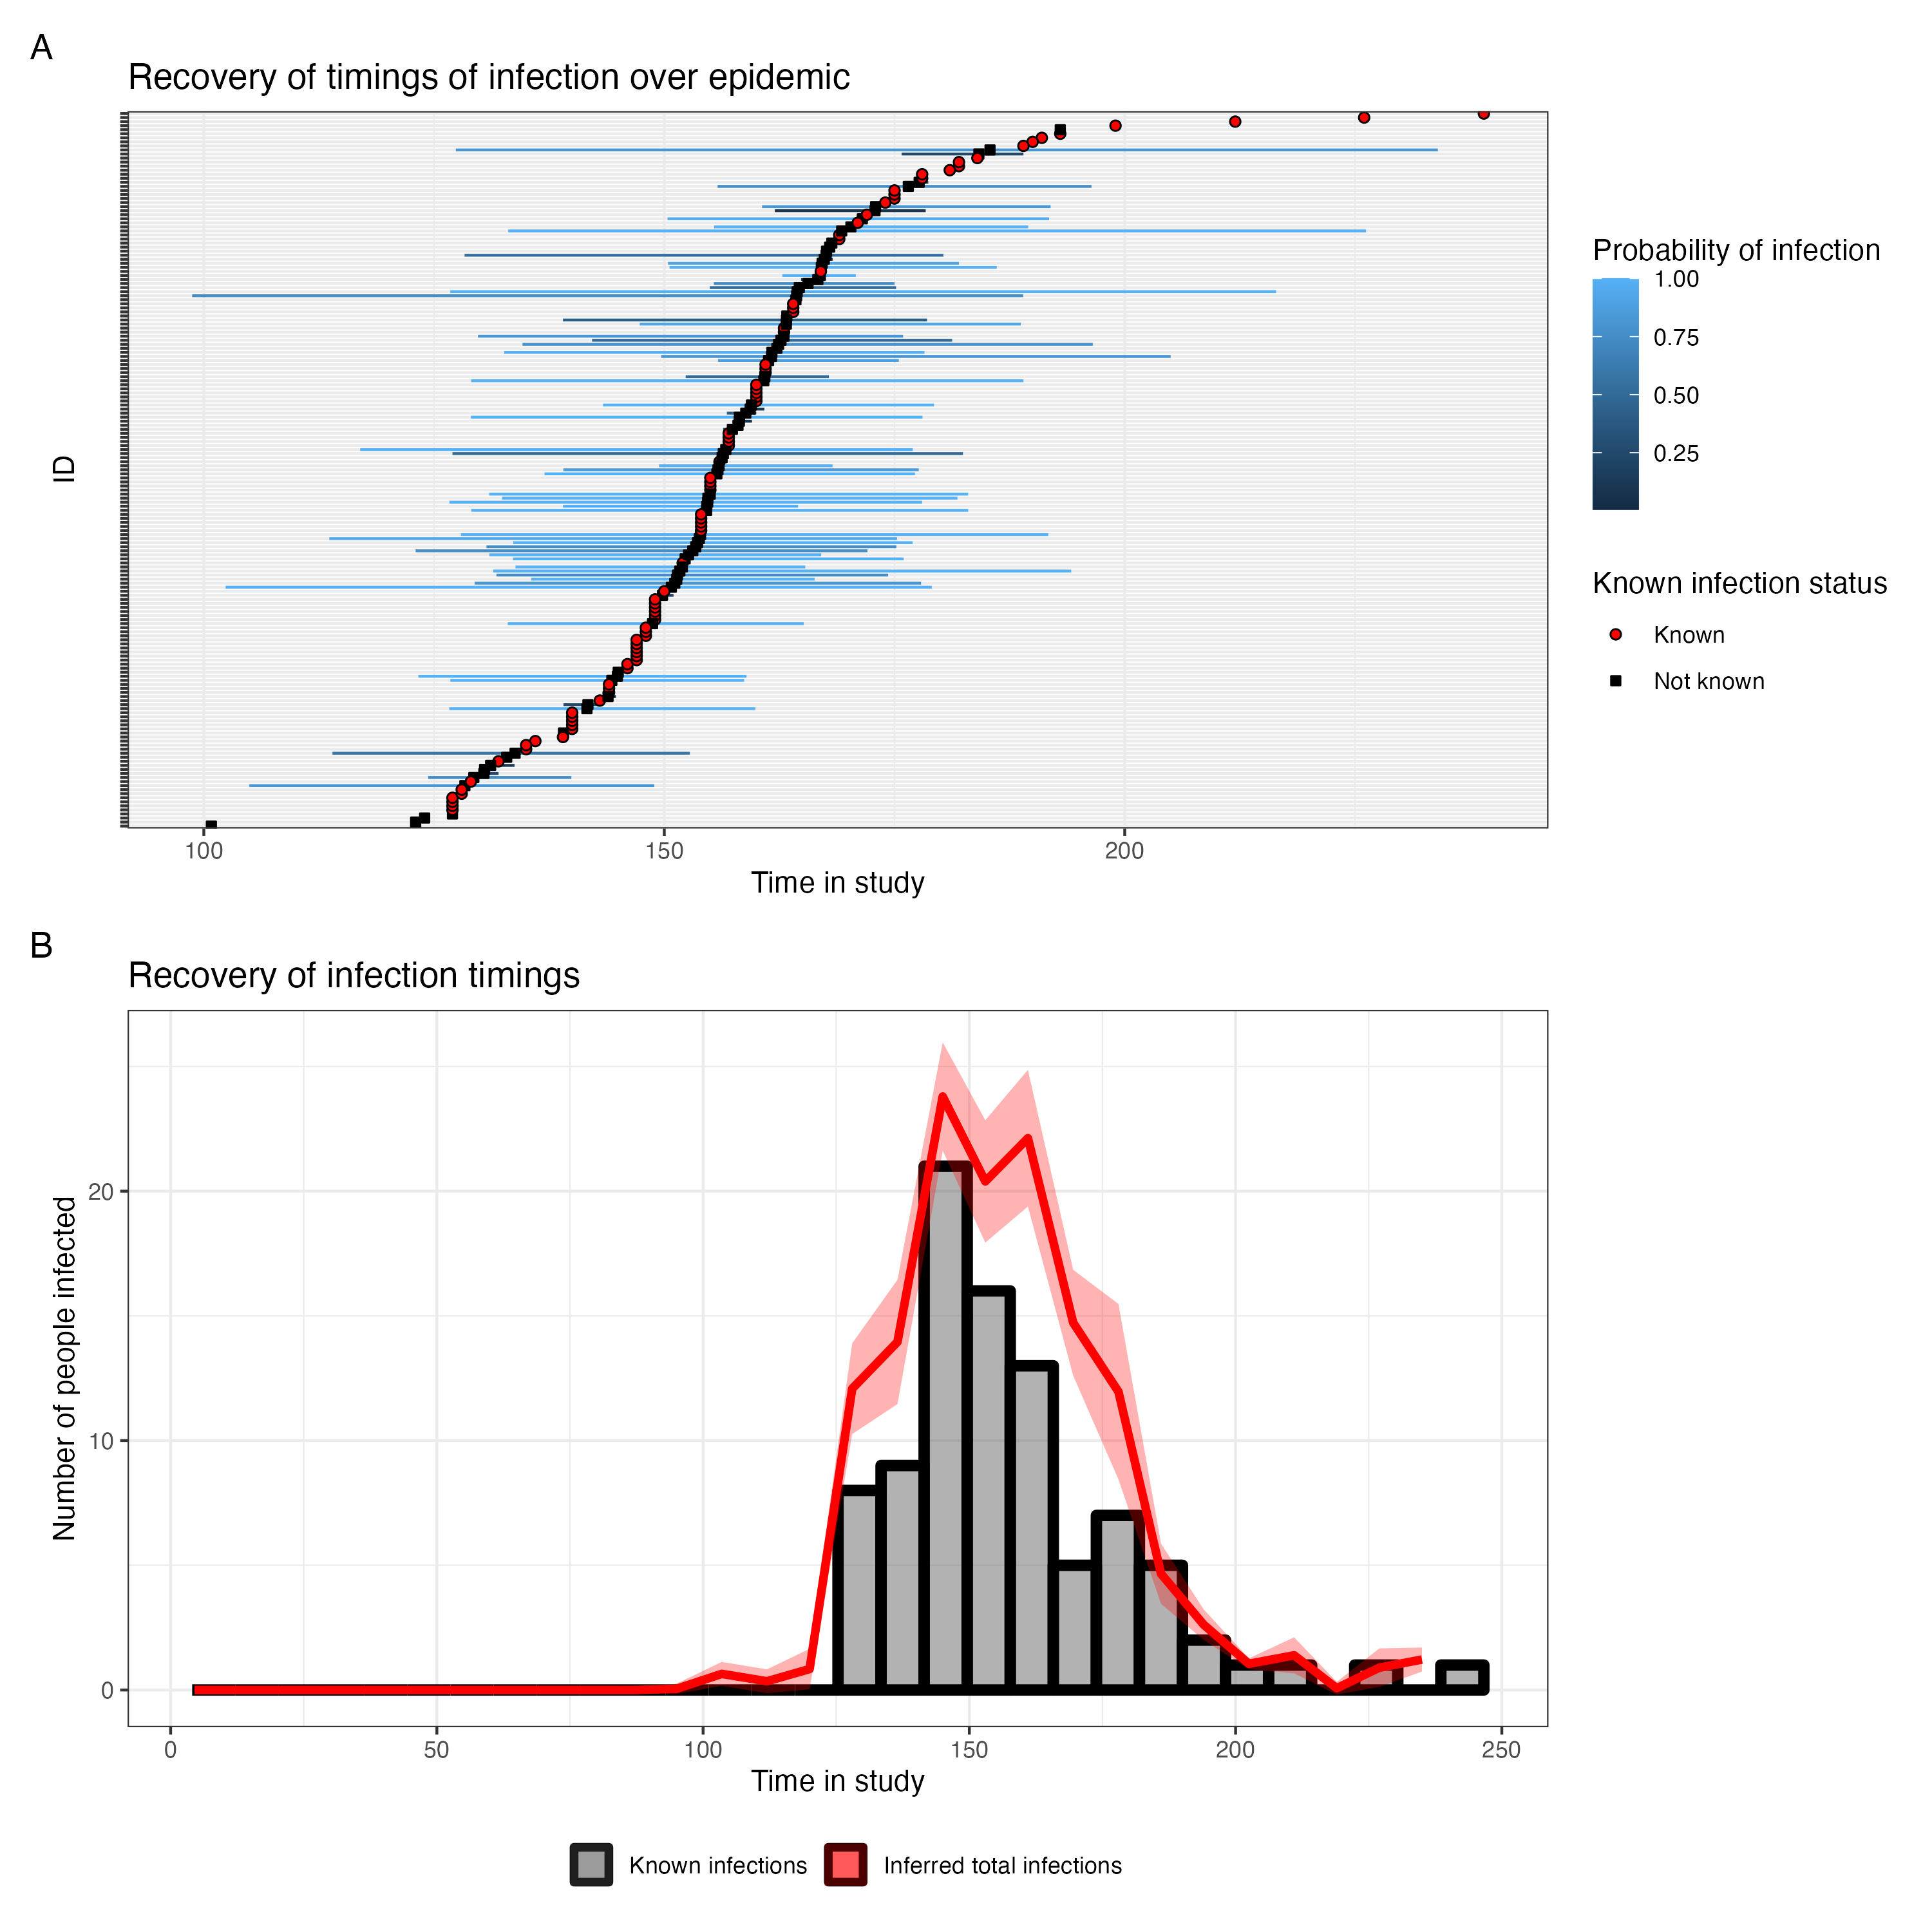 A
Recovery of timings of infection over epidemic
ID
100
150
200
Time in study
Probability of infection
1.00
0.75
0.50
0.25
Known infection status
Known
Not known
B
Recovery of infection timings
Number of people infected
20
10
0
0
50
100
150
200
250
Time in study
Known infections
Inferred total infections